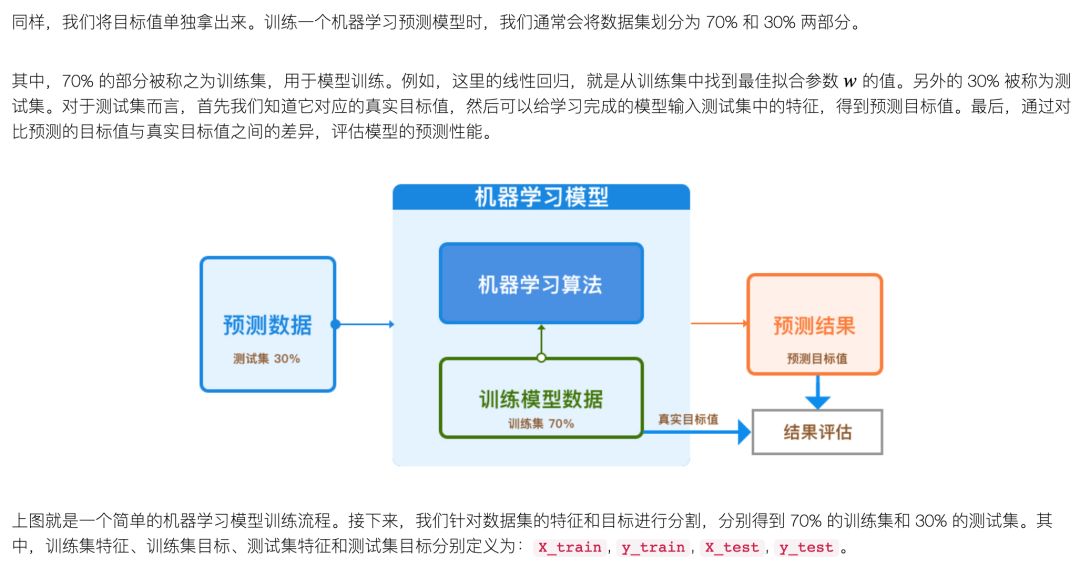 同样，我们将目标值单独拿出来。训练一个机器学习预测模型时，我们通常会将数据集划分为 70% 和 30% 两部分。
其中，70% 的部分被称之为训练集，用于模型训练。例如，这里的线性回归，就是从训练集中找到最佳拟合参数 w 的值。另外的 30% 被称为测
试集。对于测试集而言，首先我们知道它对应的真实目标值，然后可以给学习完成的模型输入测试集中的特征，得到预测目标值。最后，通过对
比预测的目标值与真实目标值之间的差异，评估模型的预测性能。
机器学习模型
机器学习算法
预测数据
测试集 30%
训练模型数据
训练集 70%
预测结果
预测目标值
真实目标值
结果评估
上图就是一个简单的机器学习模型训练流程。接下来，我们针对数据集的特征和目标进行分割，分别得到 70% 的训练集和 30% 的测试集。其
中，训练集特征、训练集目标、测试集特征和测试集目标分别定义为： X_train , y_train , X_test , y_test 。